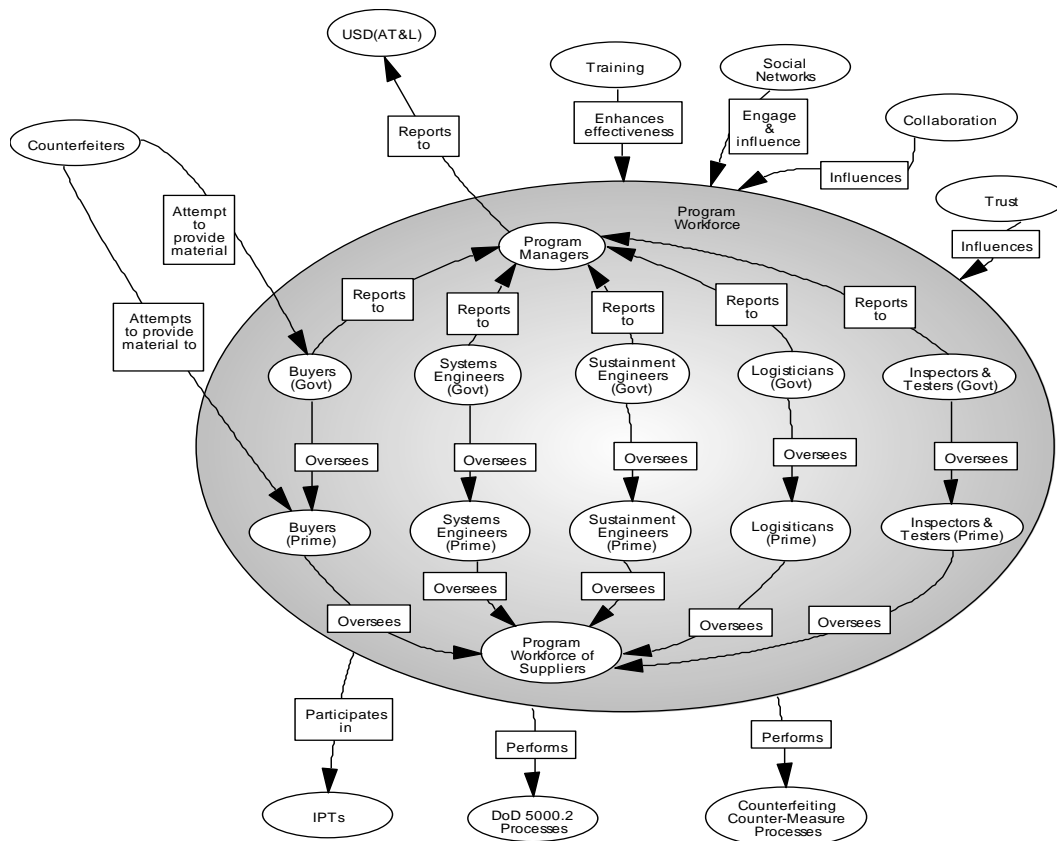 USD(AT&L)
Training
Social
Networks
Collaboration
Counterfeiters
Trust
Reports
to
Enhances
effectiveness
Engage
&
influence
Influences
Influences
Attempt
to
provide
material
Attempts
to provide
material to
Program
Workforce
Program
Managers
Reports
to
Reports
to
Reports
to
Reports
to
Reports
to
Buyers
(Govt)
Systems
Engineers
(Govt)
Sustainment
Engineers
(Govt)
Logisticians
(Govt)
Inspectors &
Testers (Govt)
Oversees
Oversees
Oversees
Oversees
Oversees
Buyers
(Prime)
Systems
Engineers
(Prime)
Sustainment
Engineers
(Prime)
Logisiticans
(Prime)
Inspectors &
Testers (Prime)
Oversees
Oversees
Oversees
Oversees
Oversees
Program
Workforce of
Suppliers
Participates
in
Performs
Performs
IPTs
DoD 5000.2
Processes
Counterfeiting
Counter-Measure
Processes